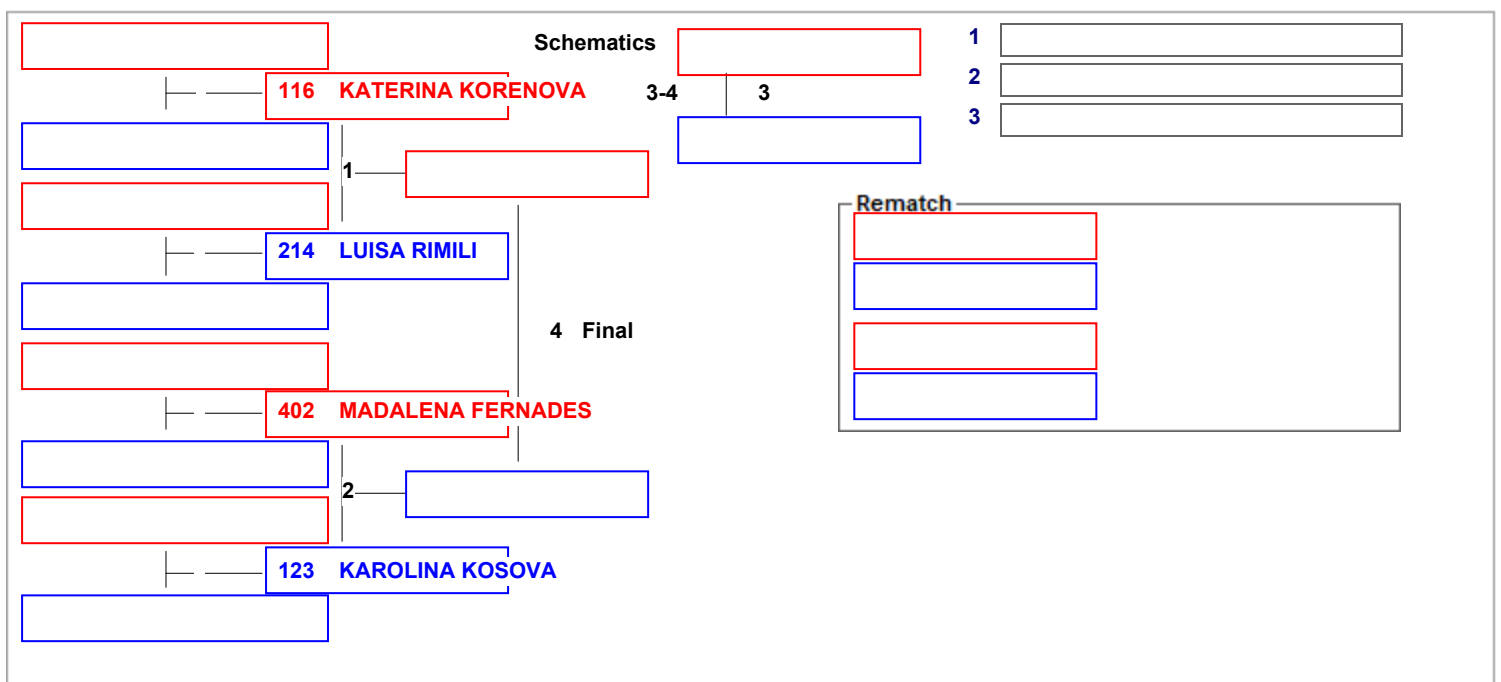 Schematics
1
2
3
116 KATERINA KORENOVA
3-4 3
1
Rematch
214 LUISA RIMILI
4 Final
402 MADALENA FERNADES
2
123 KAROLINA KOSOVA